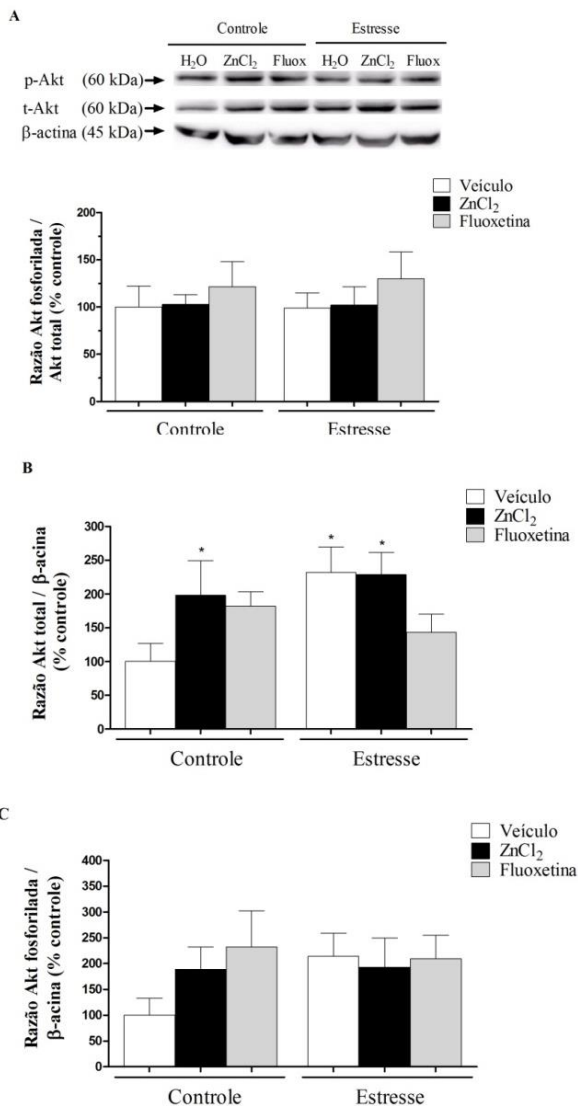 A
Controle Estresse
H2O ZnCl2 Fluox H2O ZnCl2 Fluox
p-Akt (60 kDa)
t-Akt (60 kDa)
β-actina (45 kDa)
Veículo
ZnCl2
Fluoxetina
Razão Akt fosforilada /
Akt total (% controle)
200
150
100
50
0
Controle Estresse
B
Veículo
ZnCl2
Fluoxetina
Razão Akt total / β-acina
(% controle)
300
250
200
150
100
50
0
* * *
Controle Estresse
C
Veículo
ZnCl2
Fluoxetina
Razão Akt fosforilada /
β-acina (% controle)
400
350
300
250
200
150
100
50
0
Controle Estresse